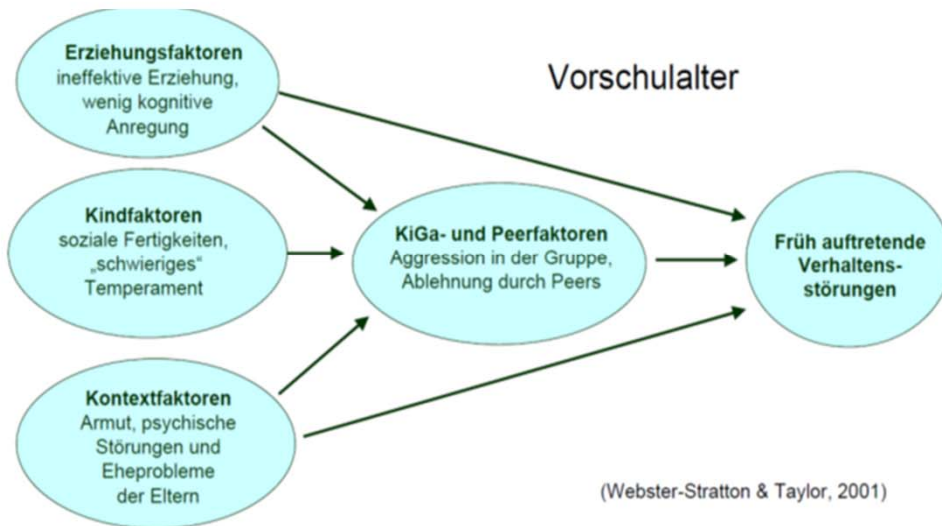 Erziehungsfaktoren
ineffektive Erziehung,
wenig kognitive
Anregung
Vorschulalter
Kindfaktoren
soziale Fertigkeiten,
„schwieriges“
Temperament
KiGa- und Peerfaktoren
Aggression in der Gruppe,
Ablehnung durch Peers
Früh auftretende
Verhaltens-
störungen
Kontextfaktoren
Armut, psychische
Störungen und
Eheprobleme
der Eltern
(Webster-Stratton & Taylor, 2001)